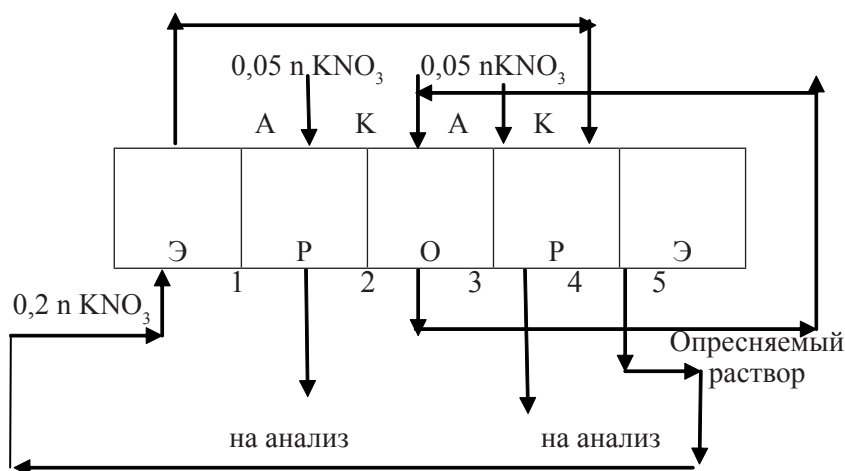 0,05 n KNO₃ 0,05 nKNO₃
А К А К
Э Р О Р Э
1 2 3 4 5
0,2 n KNO₃
Опресняемый
раствор
на анализ на анализ